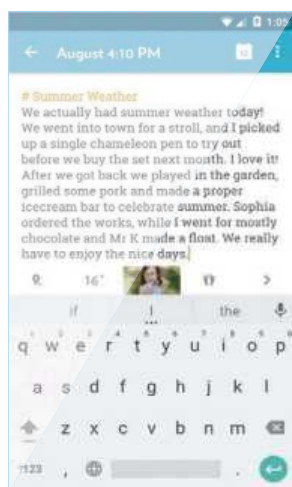 1:05
August 4:10 PM
# Summer Weather
We actually had summer weather today!
We went into town for a stroll, and I picked
up a single chameleon pen to try out
before we buy the set next month. I love it!
After we got back we played in the garden,
grilled some pork and made a proper
icecream bar to celebrate summer. Sophia
ordered the works, while I went for mostly
chocolate and Mr K made a float. We really
have to enjoy the nice days.
16°
if I the
q w e r t y u i o p
a s d f g h j k l
z x c v b n m
?123 , .